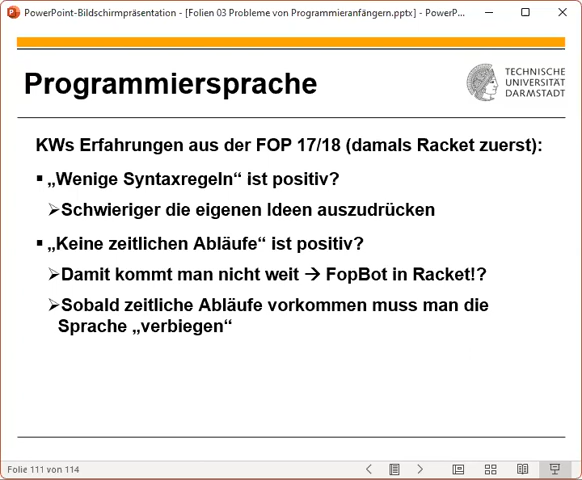 PowerPoint-Bildschirmpräsentation - [Folien 03 Probleme von Programmieranfängern.pptx] - PowerP...
Programmiersprache
TECHNISCHE
UNIVERSITÄT
DARMSTADT
KWs Erfahrungen aus der FOP 17/18 (damals Racket zuerst):
▪ „Wenige Syntaxregeln“ ist positiv?
➢ Schwieriger die eigenen Ideen auszudrücken
▪ „Keine zeitlichen Abläufe“ ist positiv?
➢ Damit kommt man nicht weit → FopBot in Racket!?
➢ Sobald zeitliche Abläufe vorkommen muss man die
Sprache „verbiegen“
Folie 111 von 114